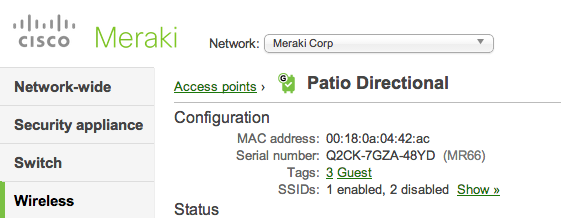 CISCO Meraki
Network: Meraki Corp
Network-wide
Security appliance
Switch
Wireless
Access points › G Patio Directional
Configuration
MAC address: 00:18:0a:04:42:ac
Serial number: Q2CK-7GZA-48YD (MR66)
Tags: 3 Guest
SSIDs: 1 enabled, 2 disabled Show »
Status